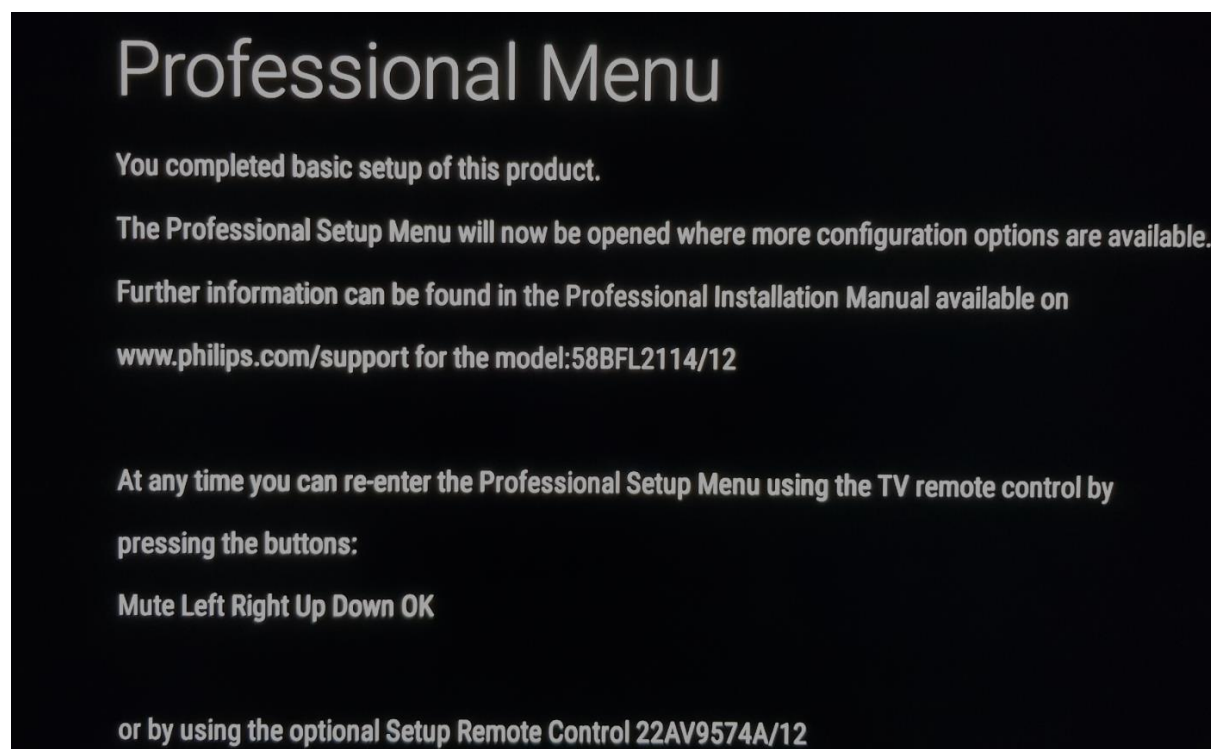 Professional Menu
You completed basic setup of this product.
The Professional Setup Menu will now be opened where more configuration options are available.
Further information can be found in the Professional Installation Manual available on
www.philips.com/support for the model:58BFL2114/12
At any time you can re-enter the Professional Setup Menu using the TV remote control by
pressing the buttons:
Mute Left Right Up Down OK
or by using the optional Setup Remote Control 22AV9574A/12